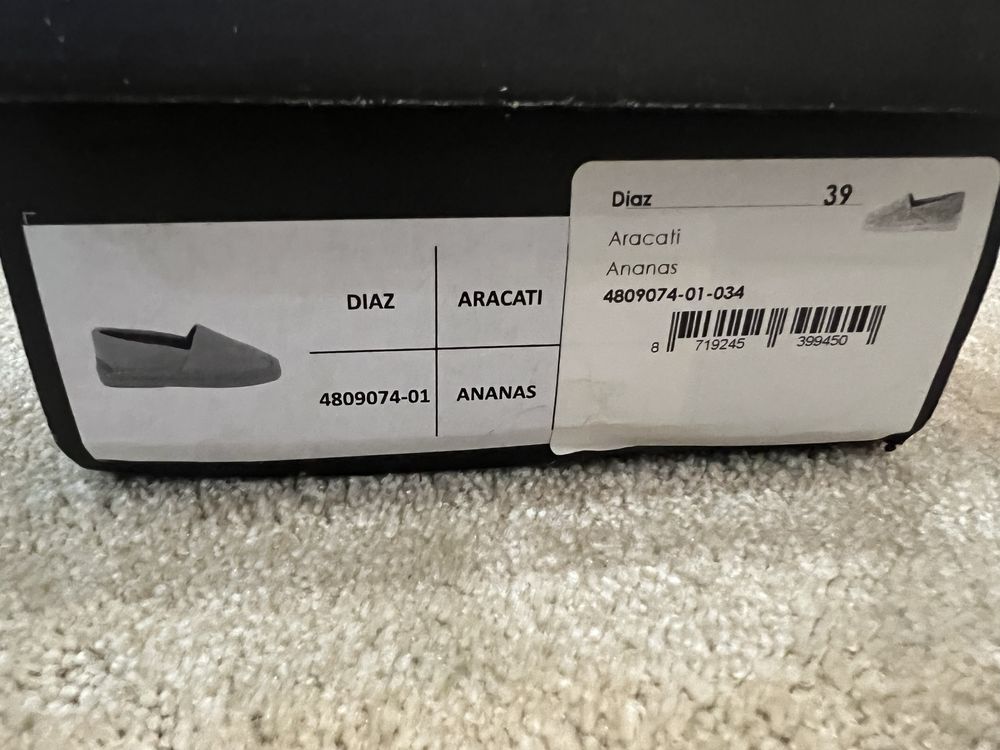 DIAZ
ARACATI
4809074-01
ANANAS
Diaz 39
Aracati
Ananas
4809074-01-034
8 719245 399450